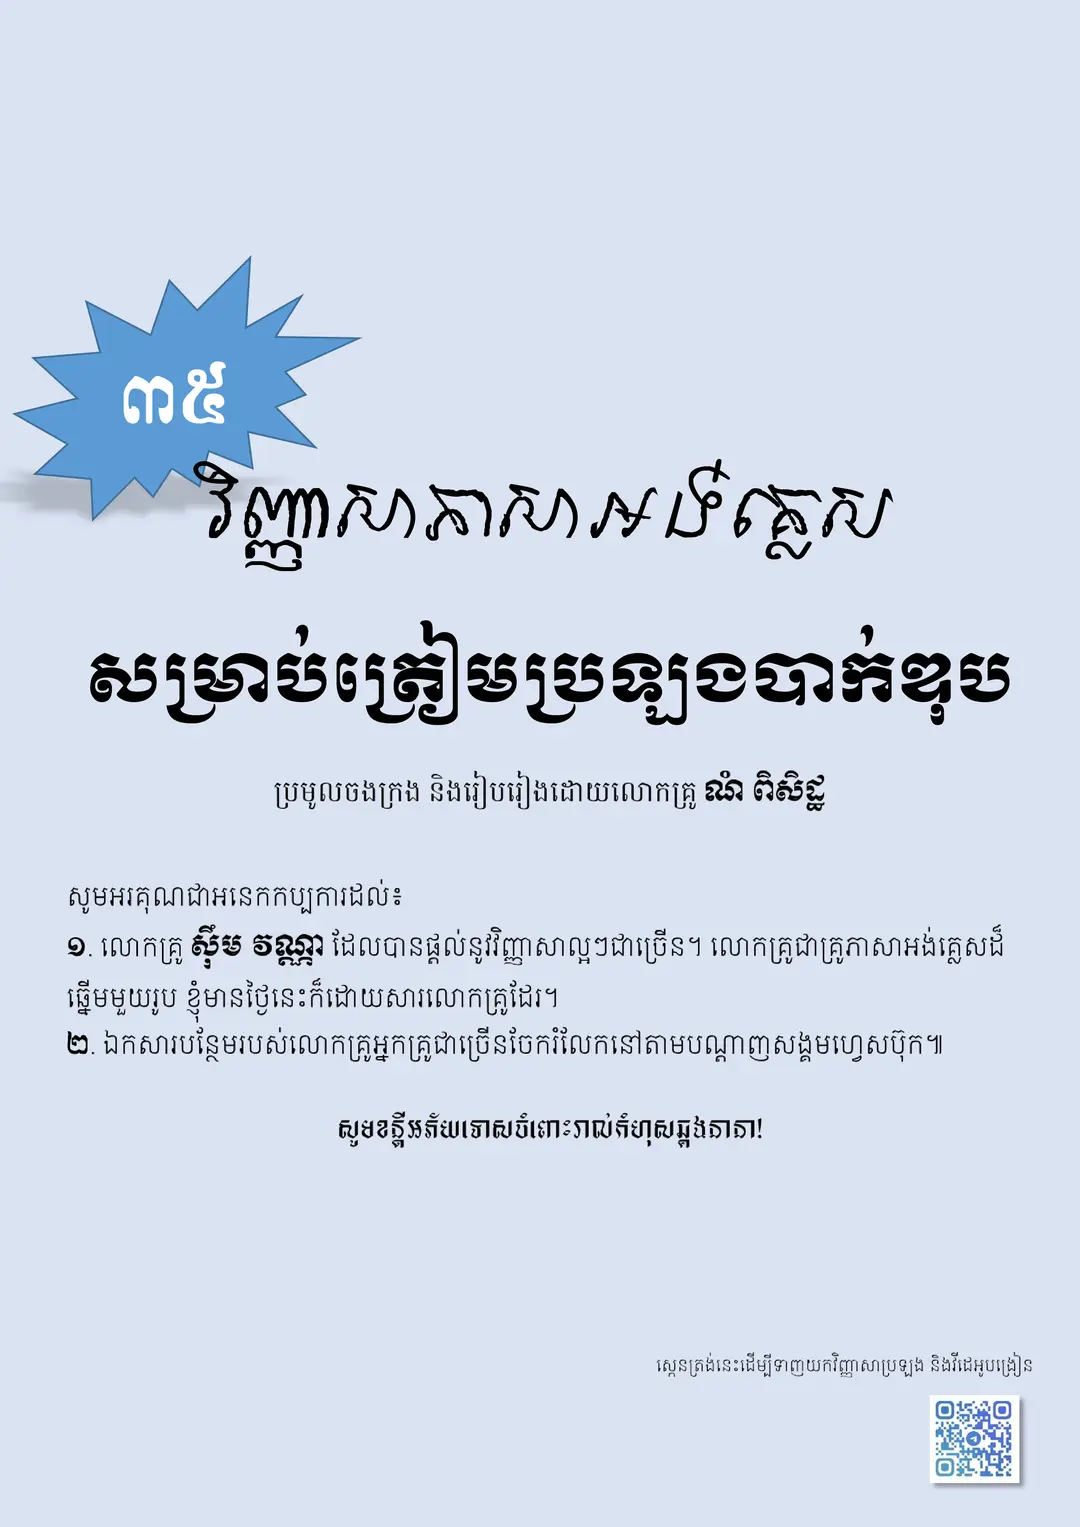 ៣៥
វិញ្ញាសាភាសាអង់គ្លេស
សម្រាប់ត្រៀមប្រឡងបាក់ឌុប
ប្រមូលចងក្រង និងរៀបរៀងដោយលោកគ្រូ ណំ ពិសិដ្ឋ
សូមអរគុណជាអនេកកប្បការដល់៖
១. លោកគ្រូ ស៊ឹម វណ្ណា ដែលបានផ្តល់នូវវិញ្ញាសាល្អៗជាច្រើន។ លោកគ្រូជាគ្រូភាសាអង់គ្លេសដ៏
ឆ្នើមមួយរូប ខ្ញុំមានថ្ងៃនេះក៏ដោយសារលោកគ្រូដែរ។
២. ឯកសារបន្ថែមរបស់លោកគ្រូអ្នកគ្រូជាច្រើនចែករំលែកនៅតាមបណ្តាញសង្គមហ្វេសប៊ុក៕
សូមខន្តីអភ័យទោសចំពោះរាល់កំហុសឆ្គងនានា!
ស្កេនត្រង់នេះដើម្បីទាញយកវិញ្ញាសាប្រឡង និងវីដេអូបង្រៀន